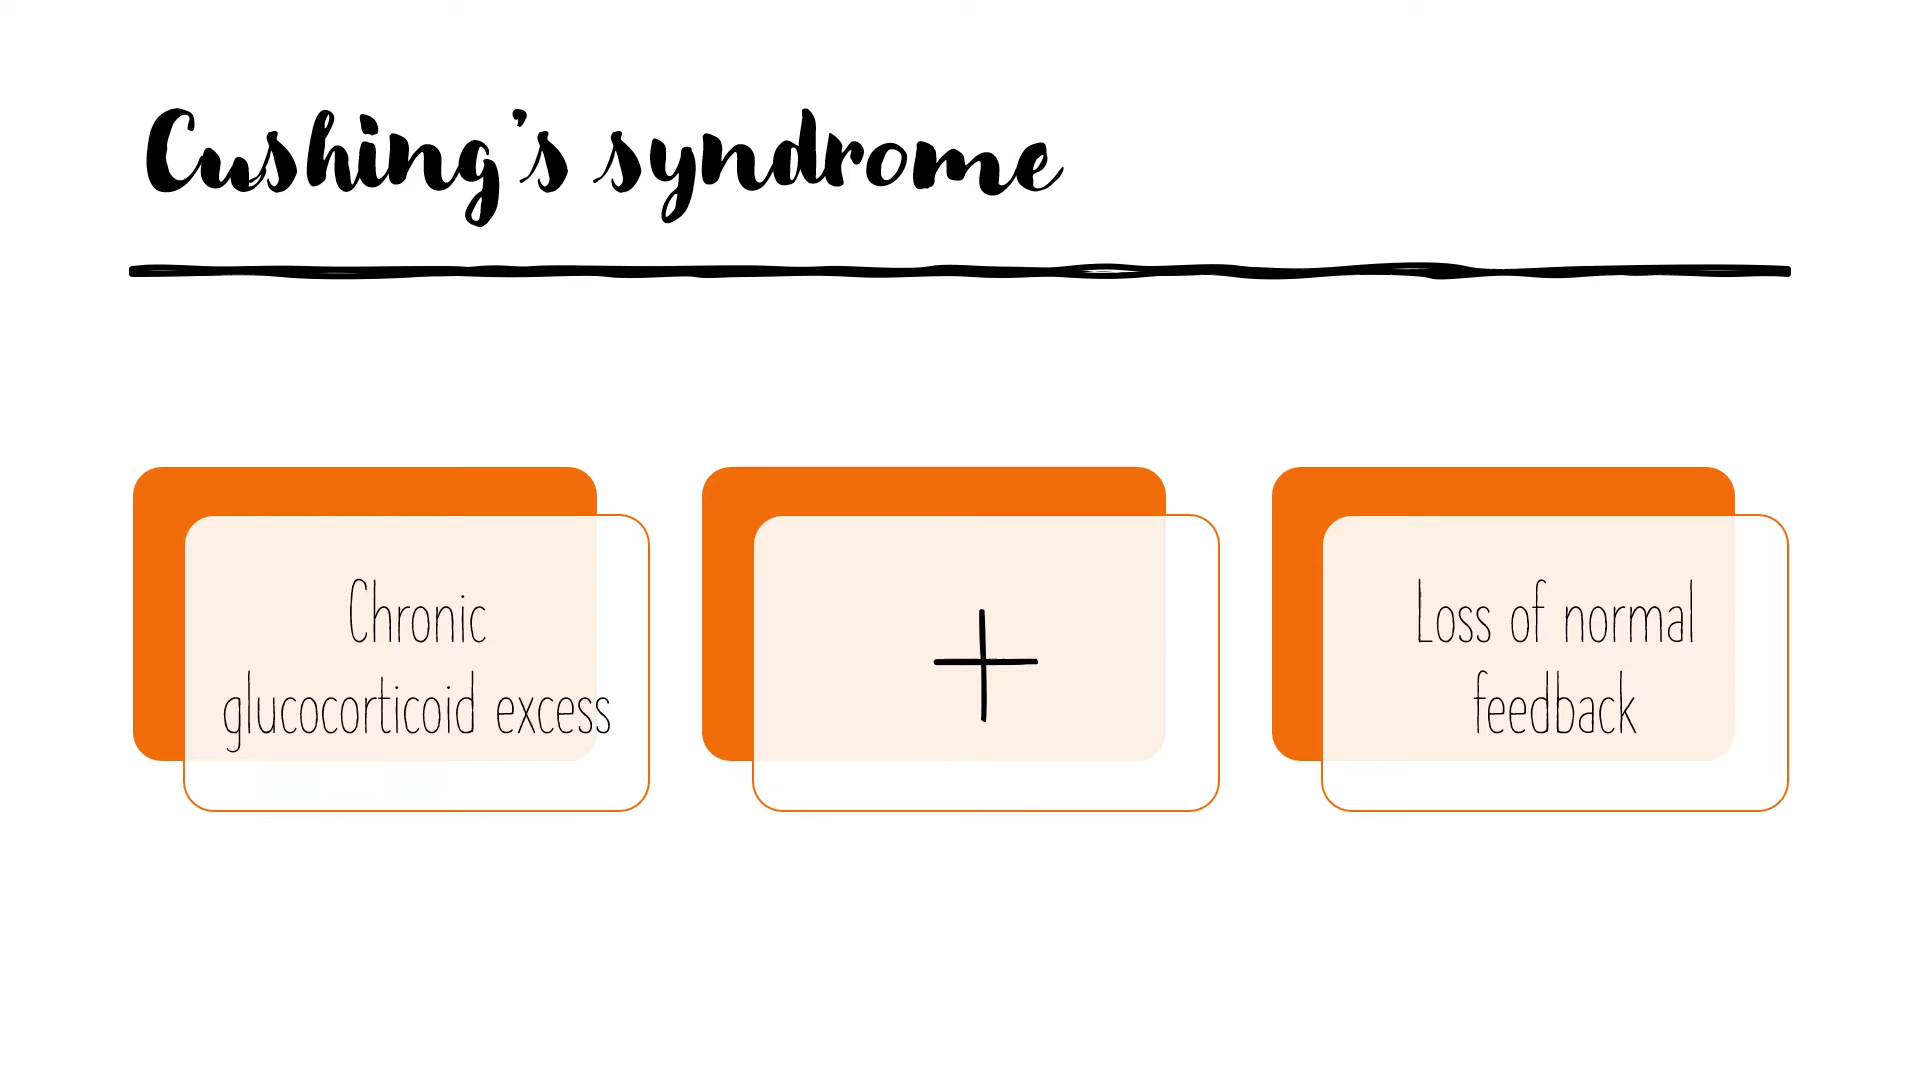 Cushing's syndrome
Chronic
glucocorticoid excess
+
Loss of normal
feedback